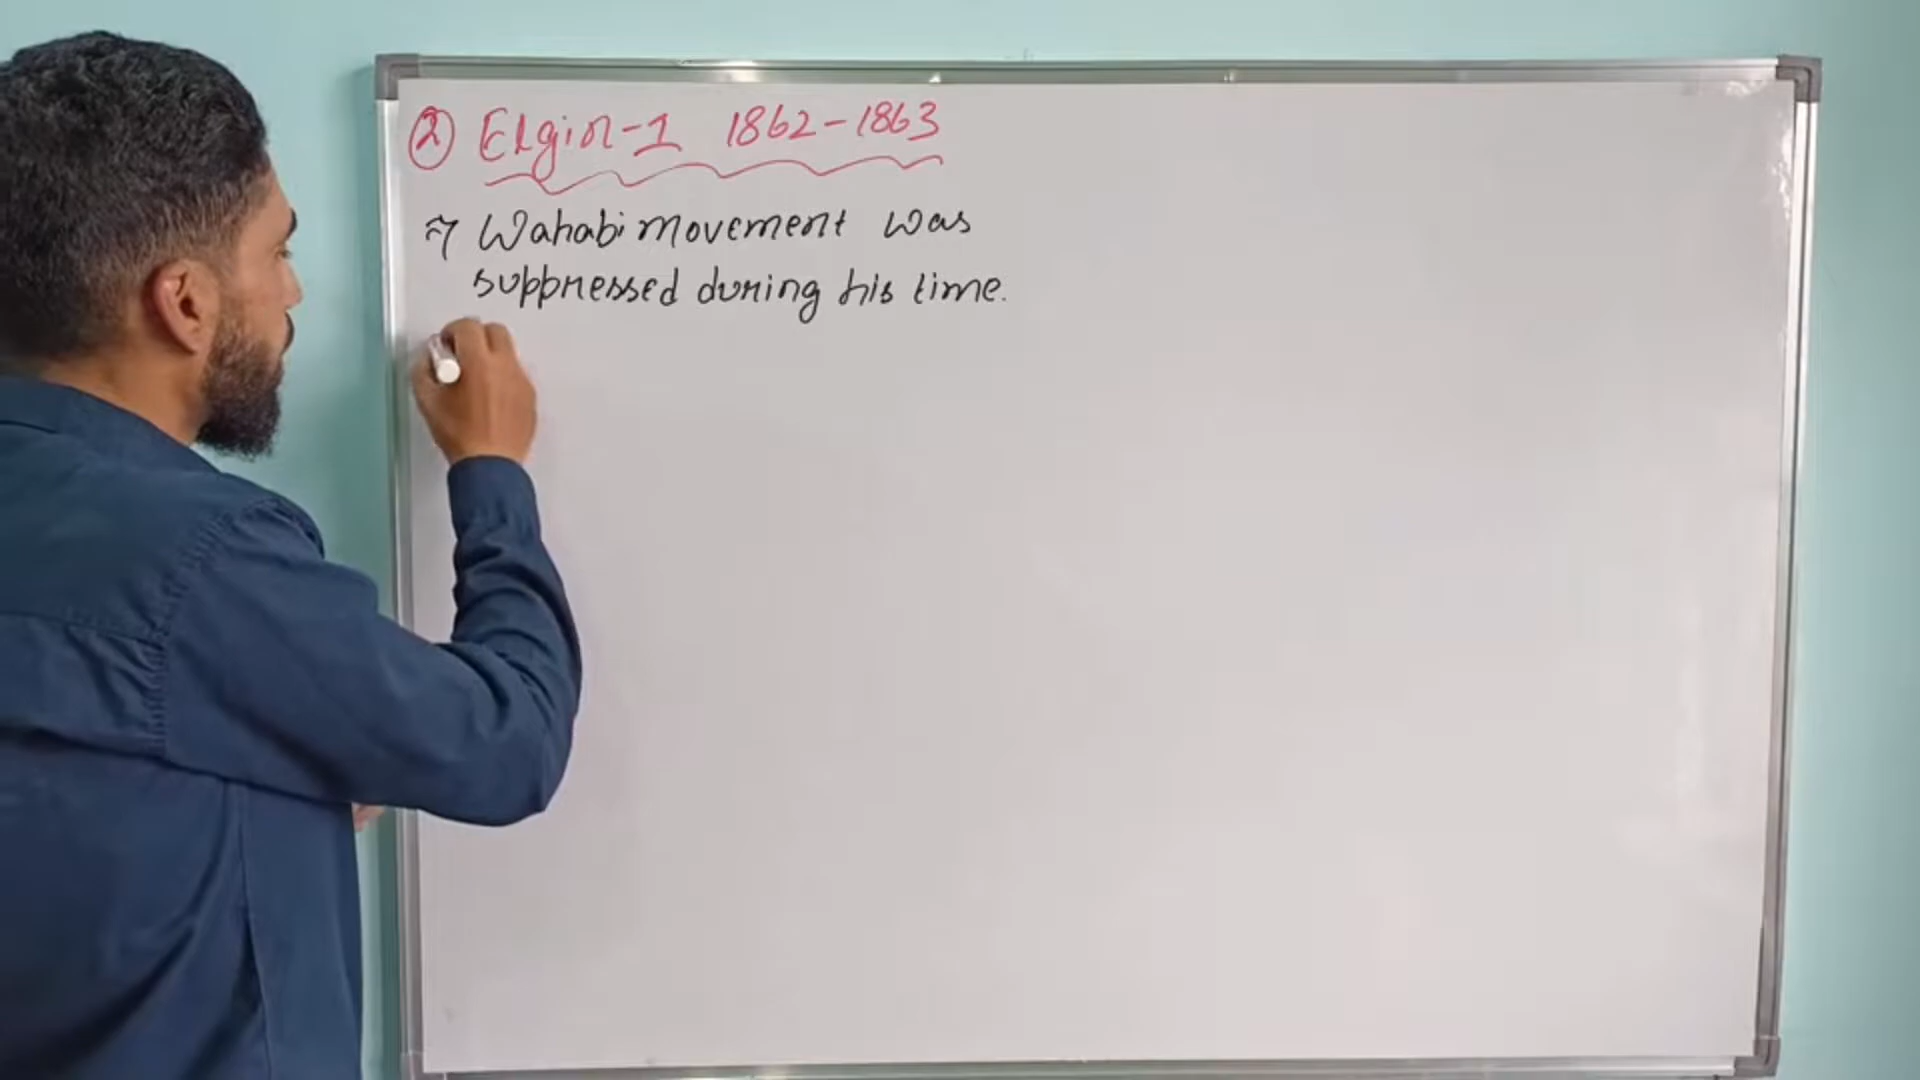 ② Elgin-1 1862-1863
→ Wahabi movement was
suppressed during his time.